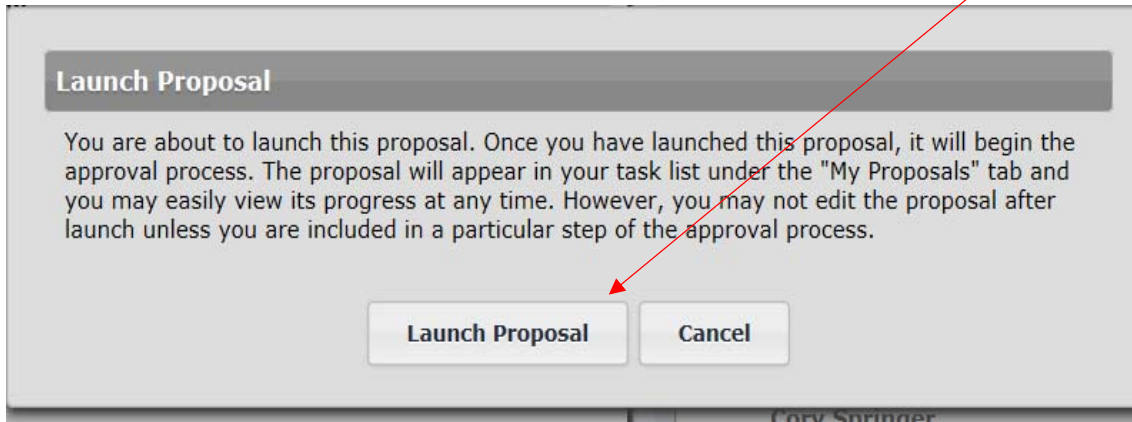 Launch Proposal
You are about to launch this proposal. Once you have launched this proposal, it will begin the
approval process. The proposal will appear in your task list under the "My Proposals" tab and
you may easily view its progress at any time. However, you may not edit the proposal after
launch unless you are included in a particular step of the approval process.
Launch Proposal Cancel
Cory Springer